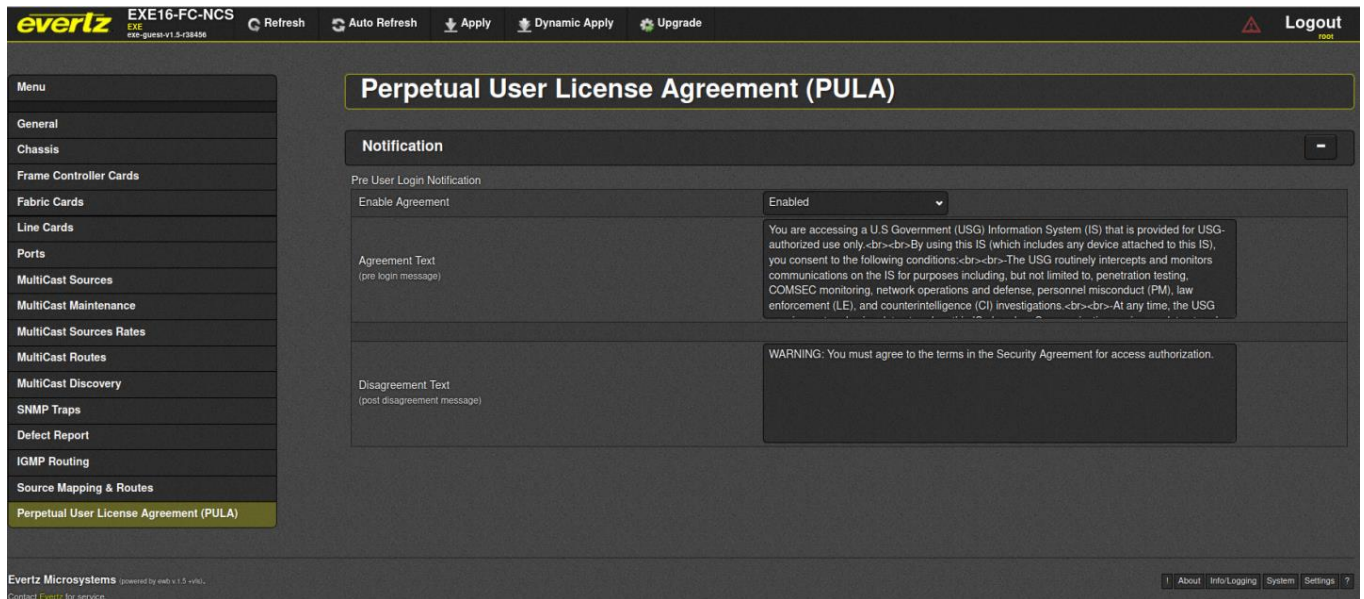 evertz
EXE16-FC-NCS
EXE
exe-guest-v1.5-r38456
Refresh
Auto Refresh
Apply
Dynamic Apply
Upgrade
Logout
root
Menu
General
Chassis
Frame Controller Cards
Fabric Cards
Line Cards
Ports
MultiCast Sources
MultiCast Maintenance
MultiCast Sources Rates
MultiCast Routes
MultiCast Discovery
SNMP Traps
Defect Report
IGMP Routing
Source Mapping & Routes
Perpetual User License Agreement (PULA)
Perpetual User License Agreement (PULA)
Notification
Pre User Login Notification
Enable Agreement
Enabled
Agreement Text
(pre login message)
You are accessing a U.S Government (USG) Information System (IS) that is provided for USG-
authorized use only.<br><br>By using this IS (which includes any device attached to this IS),
you consent to the following conditions:<br><br>-The USG routinely intercepts and monitors
communications on the IS for purposes including, but not limited to, penetration testing,
COMSEC monitoring, network operations and defense, personnel misconduct (PM), law
enforcement (LE), and counterintelligence (CI) investigations.<br><br>-At any time, the USG
Disagreement Text
(post disagreement message)
WARNING: You must agree to the terms in the Security Agreement for access authorization.
Evertz Microsystems (powered by ewb v.1.5 +vls).
Contact Evertz for service.
! About Info/Logging System Settings ?